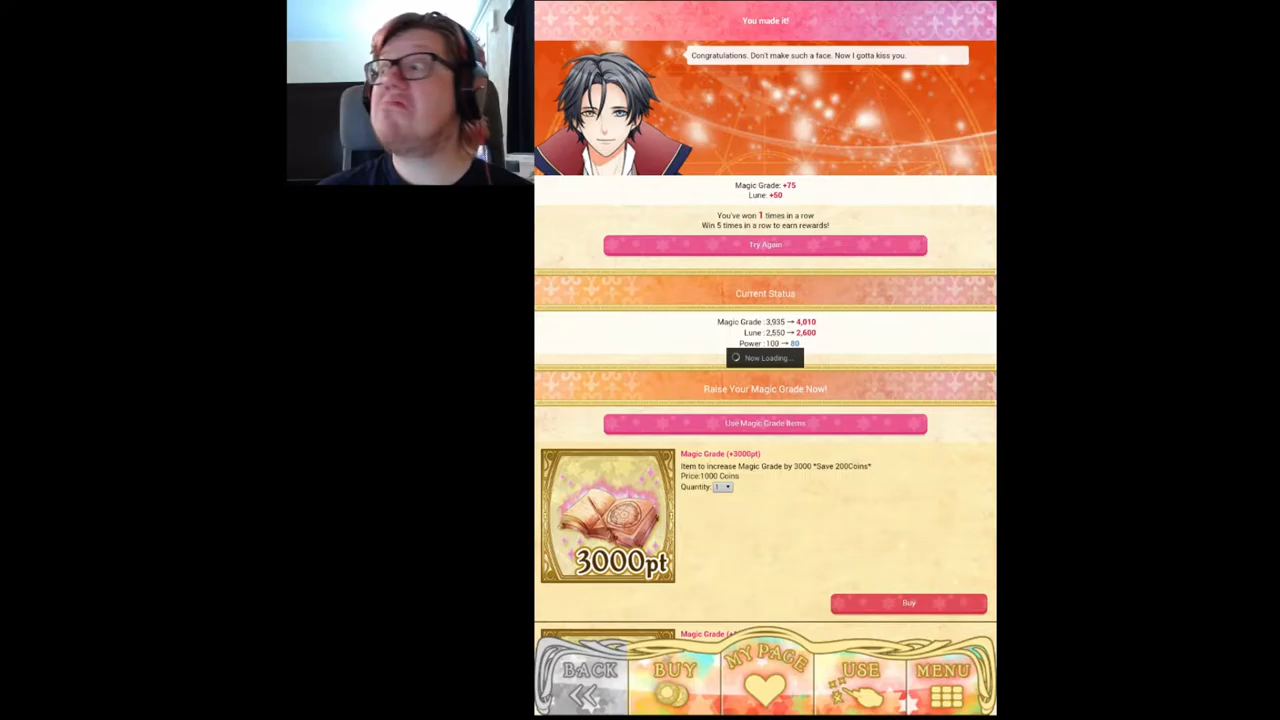 You made it!
Congratulations. Don't make such a face. Now I gotta kiss you.
Magic Grade: +75
Lune: +50
You've won 1 times in a row
Win 5 times in a row to earn rewards!
Try Again
Current Status
Magic Grade :3,935 → 4,010
Lune :2,550 → 2,600
Power :100 → 80
Now Loading...
Raise Your Magic Grade Now!
Use Magic Grade Items
Magic Grade (+3000pt)
Item to increase Magic Grade by 3000 *Save 200Coins*
Price:1000 Coins
Quantity: 1
3000pt
Buy
Magic Grade
BACK
BUY
MY PAGE
USE
MENU